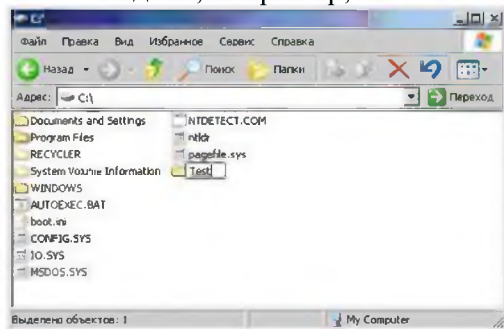 C:\
Файл Правка Вид Избранное Сервис Справка
Назад Поиск Папки
Адрес: C:\ Переход
Documents and Settings
Program Files
RECYCLER
System Volume Information
WINDOWS
AUTOEXEC.BAT
boot.ini
CONFIG.SYS
IO.SYS
MSDOS.SYS
NTDETECT.COM
ntldr
pagefile.sys
Test
Выделено объектов: 1 My Computer